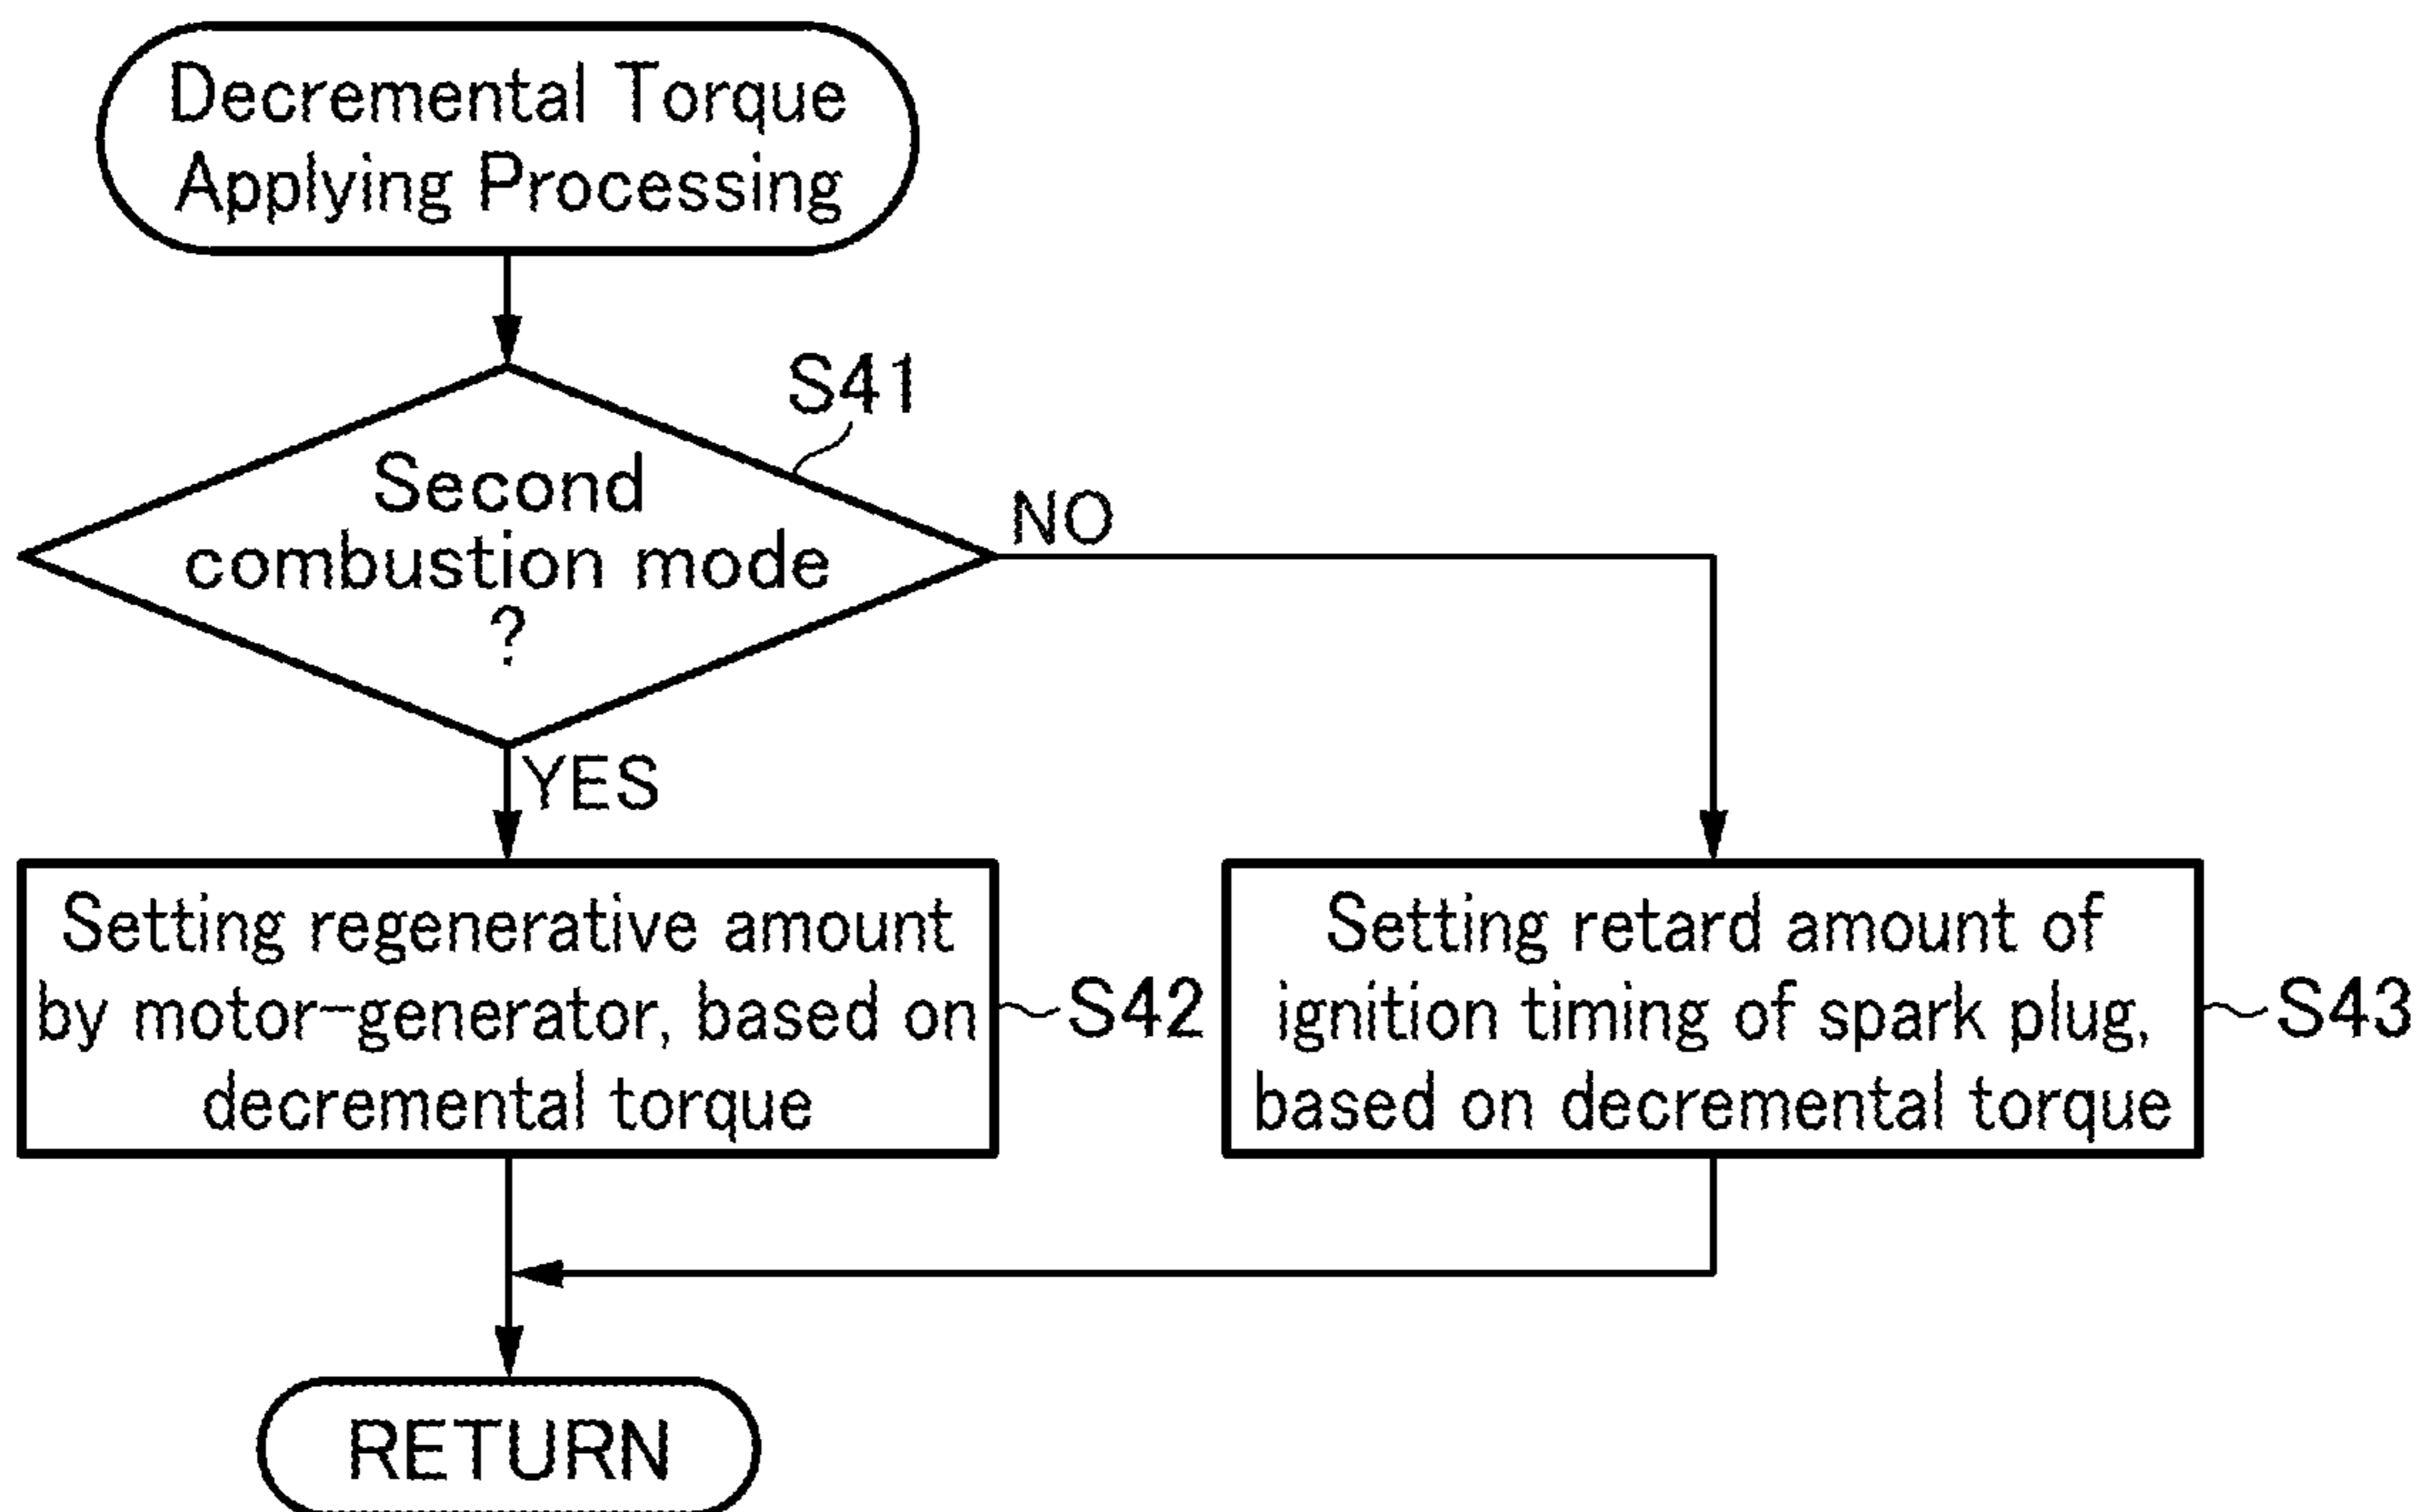 Decremental Torque
Applying Processing
S41
Second
combustion mode
?
NO
YES
Setting regenerative amount
by motor-generator, based on
decremental torque
S42
Setting retard amount of
ignition timing of spark plug,
based on decremental torque
S43
RETURN